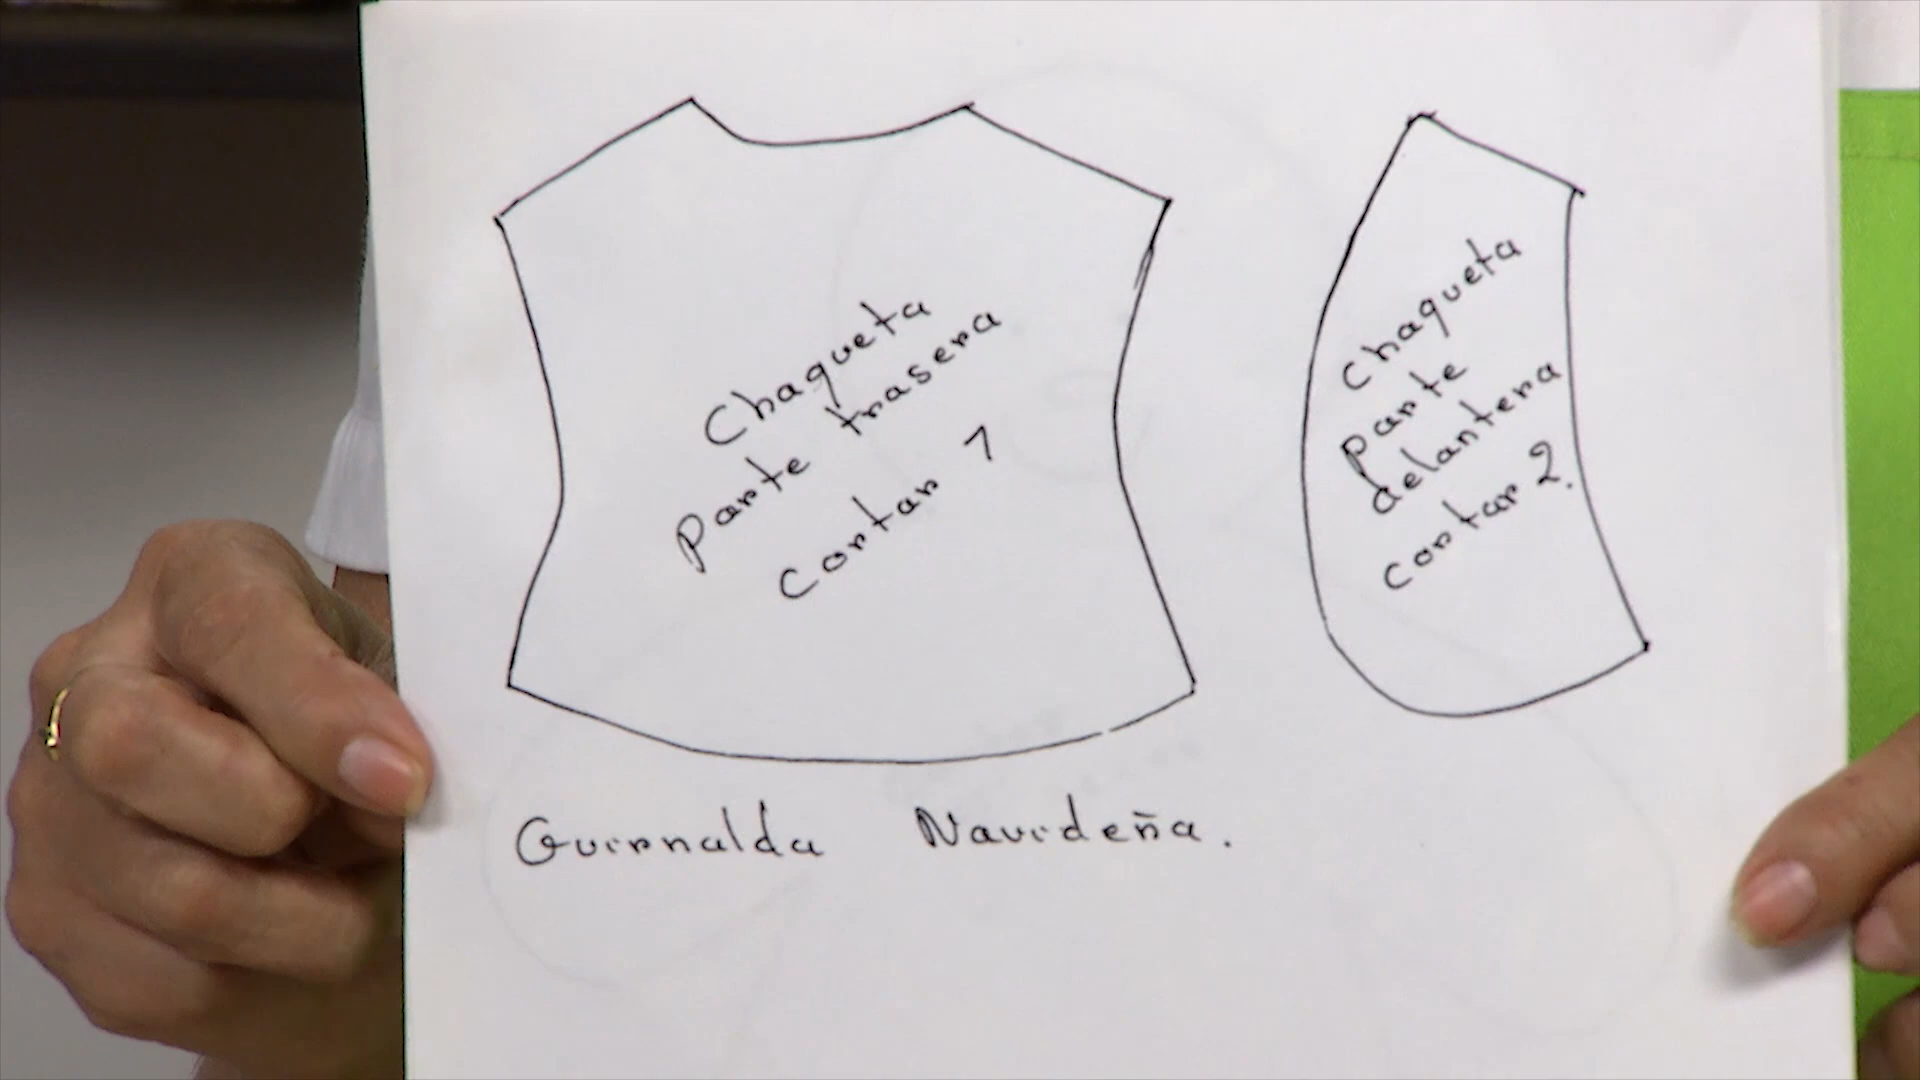 Chaqueta
parte trasera
cortar 1
Chaqueta
parte
delantera
cortar 2.
Guirnalda Navideña.